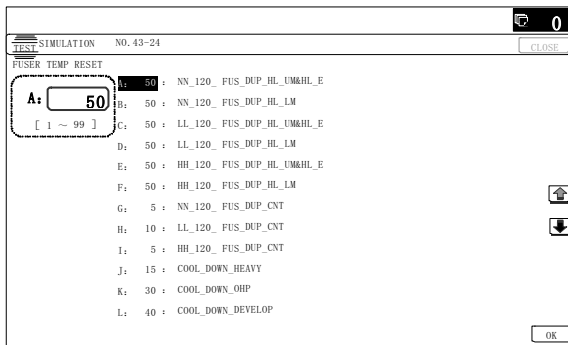 0
TEST SIMULATION NO. 43-24
CLOSE
FUSER TEMP RESET
A: 50
[ 1 ~ 99 ]
A: 50 : NN_120_ FUS_DUP_HL_UM&HL_E
B: 50 : NN_120_ FUS_DUP_HL_LM
C: 50 : LL_120_ FUS_DUP_HL_UM&HL_E
D: 50 : LL_120_ FUS_DUP_HL_LM
E: 50 : HH_120_ FUS_DUP_HL_UM&HL_E
F: 50 : HH_120_ FUS_DUP_HL_LM
G: 5 : NN_120_ FUS_DUP_CNT
H: 10 : LL_120_ FUS_DUP_CNT
I: 5 : HH_120_ FUS_DUP_CNT
J: 15 : COOL_DOWN_HEAVY
K: 30 : COOL_DOWN_OHP
L: 40 : COOL_DOWN_DEVELOP
OK